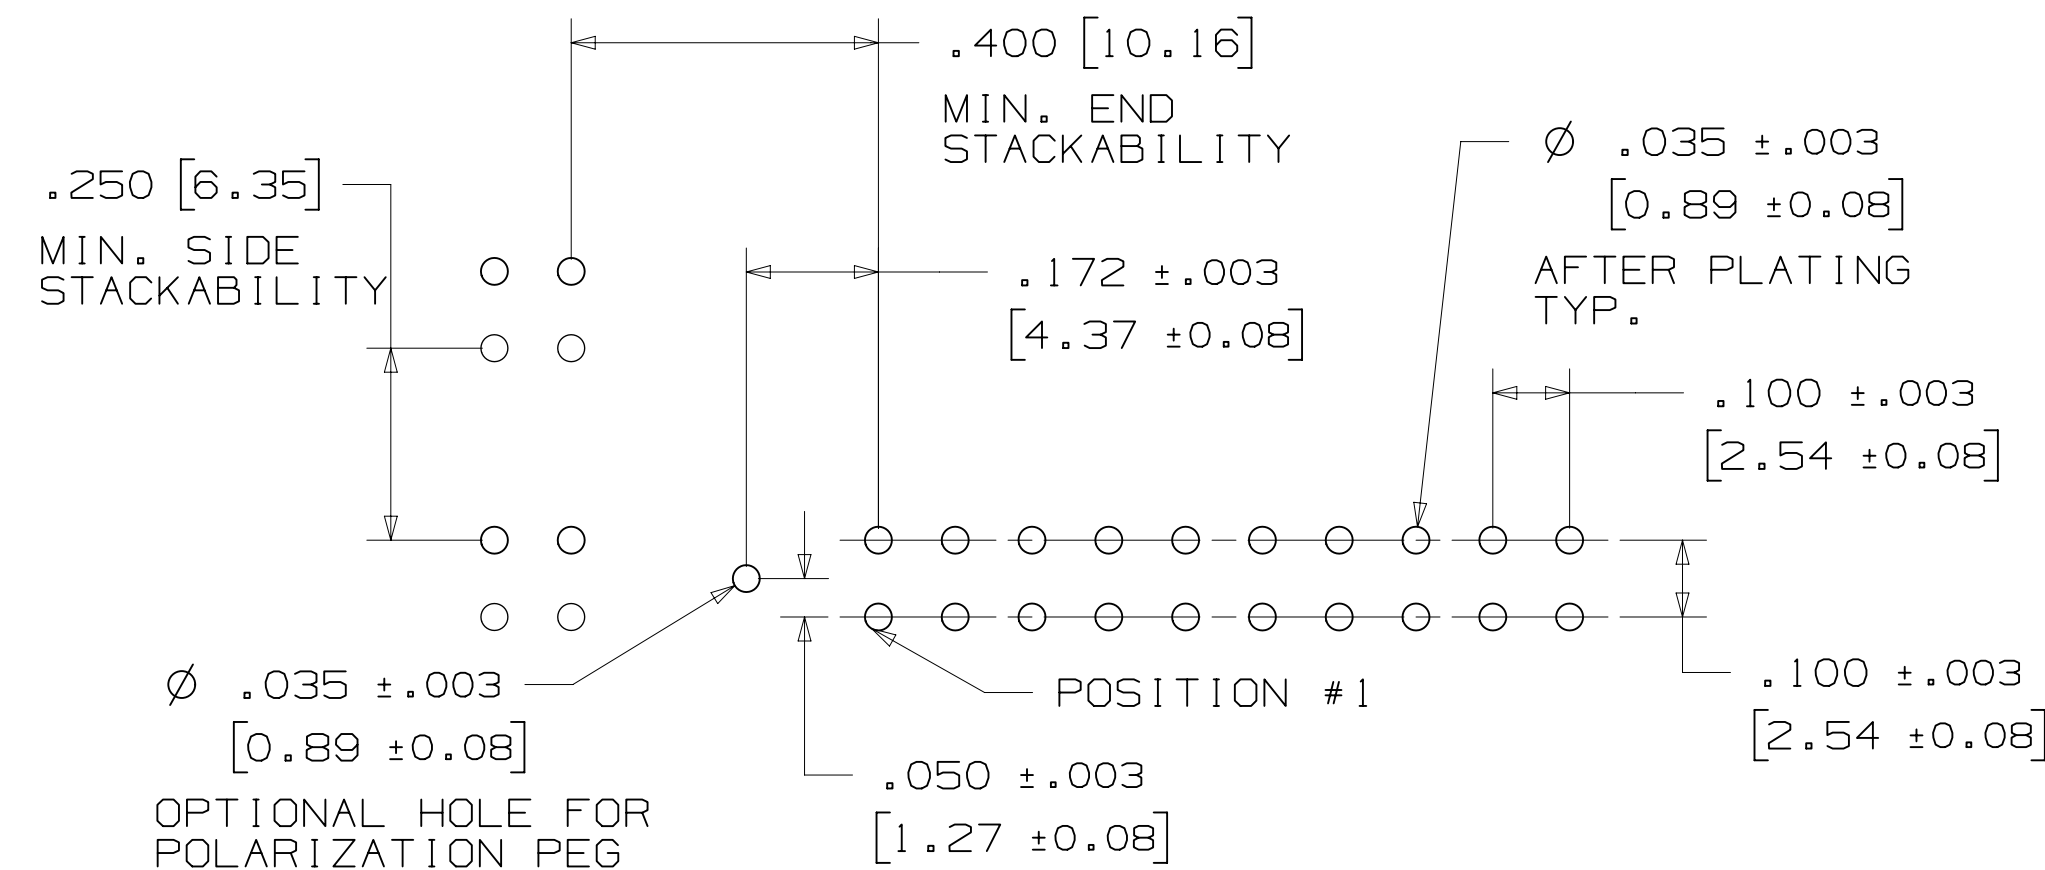 .400 [10.16]
MIN. END
STACKABILITY
Ø .035 ±.003
[0.89 ±0.08]
AFTER PLATING
TYP.
.250 [6.35]
MIN. SIDE
STACKABILITY
.172 ±.003
[4.37 ±0.08]
.100 ±.003
[2.54 ±0.08]
Ø .035 ±.003
[0.89 ±0.08]
OPTIONAL HOLE FOR
POLARIZATION PEG
POSITION #1
.100 ±.003
[2.54 ±0.08]
.050 ±.003
[1.27 ±0.08]